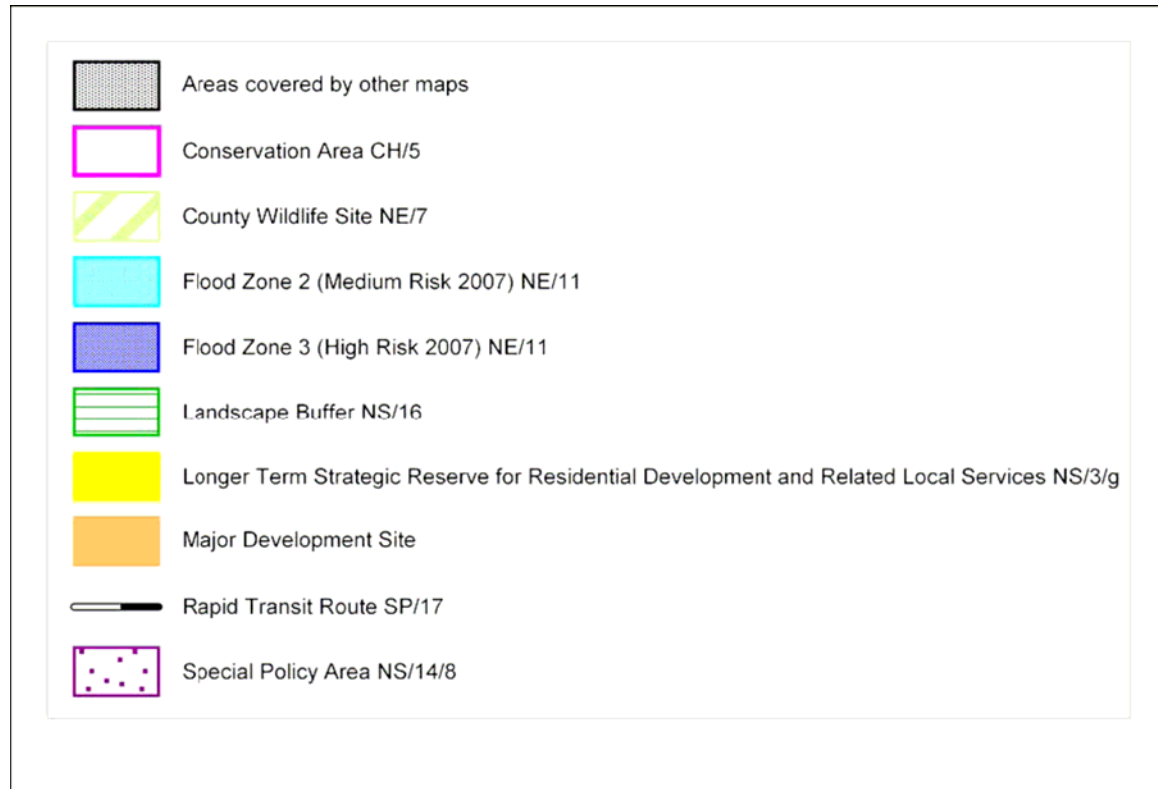 Areas covered by other maps
Conservation Area CH/5
County Wildlife Site NE/7
Flood Zone 2 (Medium Risk 2007) NE/11
Flood Zone 3 (High Risk 2007) NE/11
Landscape Buffer NS/16
Longer Term Strategic Reserve for Residential Development and Related Local Services NS/3/g
Major Development Site
Rapid Transit Route SP/17
Special Policy Area NS/14/8